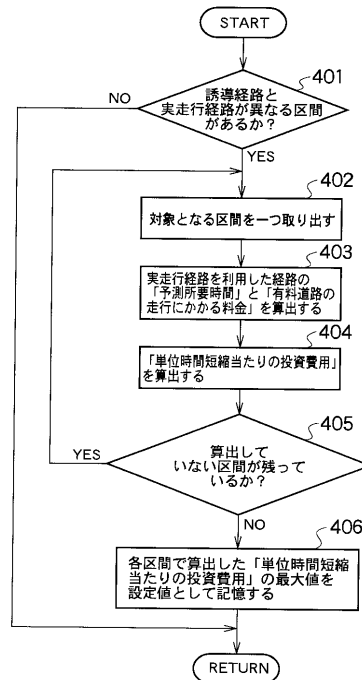 START
401
誘導経路と
実走行経路が異なる区間
があるか？
NO
YES
402
対象となる区間を一つ取り出す
403
実走行経路を利用した経路の
「予測所要時間」と「有料道路の
走行にかかる料金」を算出する
404
「単位時間短縮当たりの投資費用」
を算出する
405
YES
算出して
いない区間が残って
いるか？
NO
406
各区間で算出した「単位時間短縮
当たりの投資費用」の最大値を
設定値として記憶する
RETURN